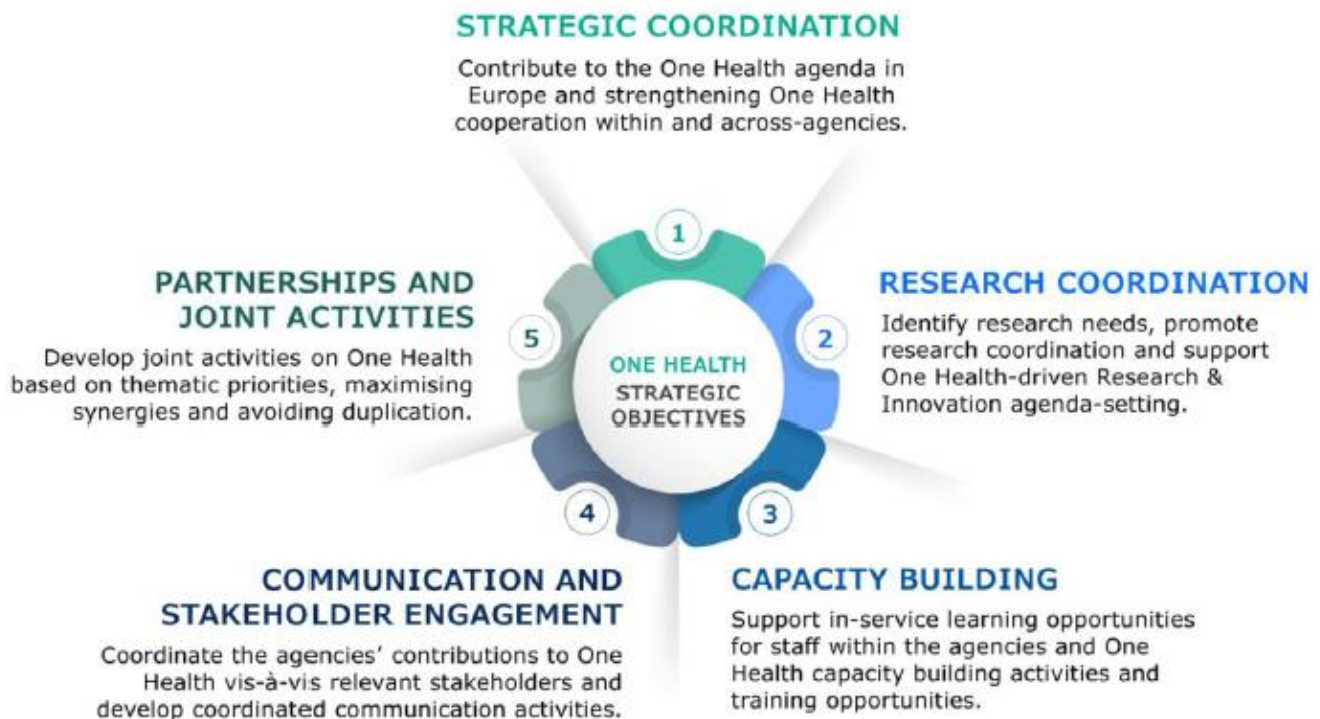 STRATEGIC COORDINATION
Contribute to the One Health agenda in
Europe and strengthening One Health
cooperation within and across-agencies.
1
RESEARCH COORDINATION
Identify research needs, promote
research coordination and support
One Health-driven Research &
Innovation agenda-setting.
2
CAPACITY BUILDING
Support in-service learning opportunities
for staff within the agencies and One
Health capacity building activities and
training opportunities.
3
COMMUNICATION AND
STAKEHOLDER ENGAGEMENT
Coordinate the agencies' contributions to One
Health vis-à-vis relevant stakeholders and
develop coordinated communication activities.
4
PARTNERSHIPS AND
JOINT ACTIVITIES
Develop joint activities on One Health
based on thematic priorities, maximising
synergies and avoiding duplication.
5
ONE HEALTH
STRATEGIC
OBJECTIVES